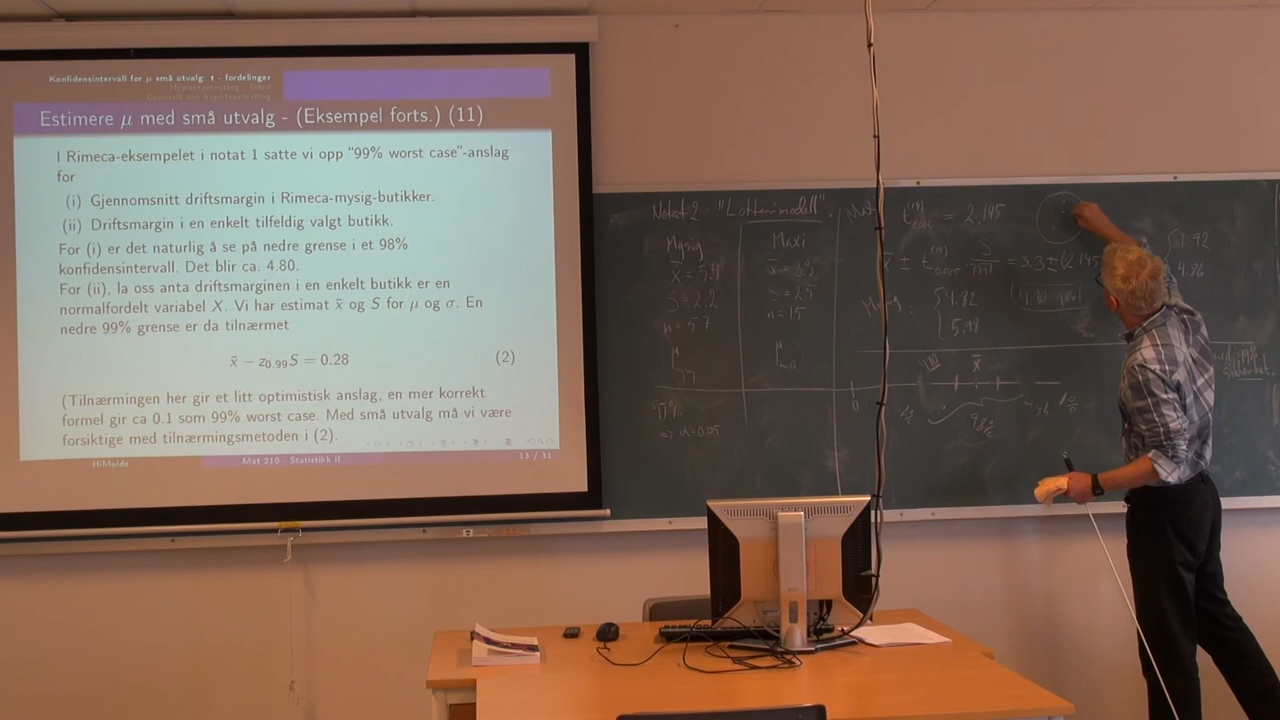 Konfidensintervall for μ små utvalg: t - fordelinger
Hypotesetesting - Intro
Generelt om hypotesetesting
Estimere μ med små utvalg - (Eksempel forts.) (11)
I Rimeca-eksempelet i notat 1 satte vi opp "99% worst case"-anslag
for
(i) Gjennomsnitt driftsmargin i Rimeca-mysig-butikker.
(ii) Driftsmargin i en enkelt tilfeldig valgt butikk.
For (i) er det naturlig å se på nedre grense i et 98%
konfidensintervall. Det blir ca. 4.80.
For (ii), la oss anta driftsmarginen i en enkelt butikk er en
normalfordelt variabel X. Vi har estimat x̄ og S for μ og σ. En
nedre 99% grense er da tilnærmet
x̄ − z0.99S = 0.28 (2)
(Tilnærmingen her gir et litt optimistisk anslag, en mer korrekt
formel gir ca 0.1 som 99% worst case. Med små utvalg må vi være
forsiktige med tilnærmingsmetoden i (2).
HiMolde Mat 210 - Statistikk II 13 / 31
Notat 2 - "Lotterimodell".
= 2.145
Mysig Maxi
S = 2.2 S = 2.5
n = 57 n = 15
Mysig: { 4.82
5.98
x̄
0
98%